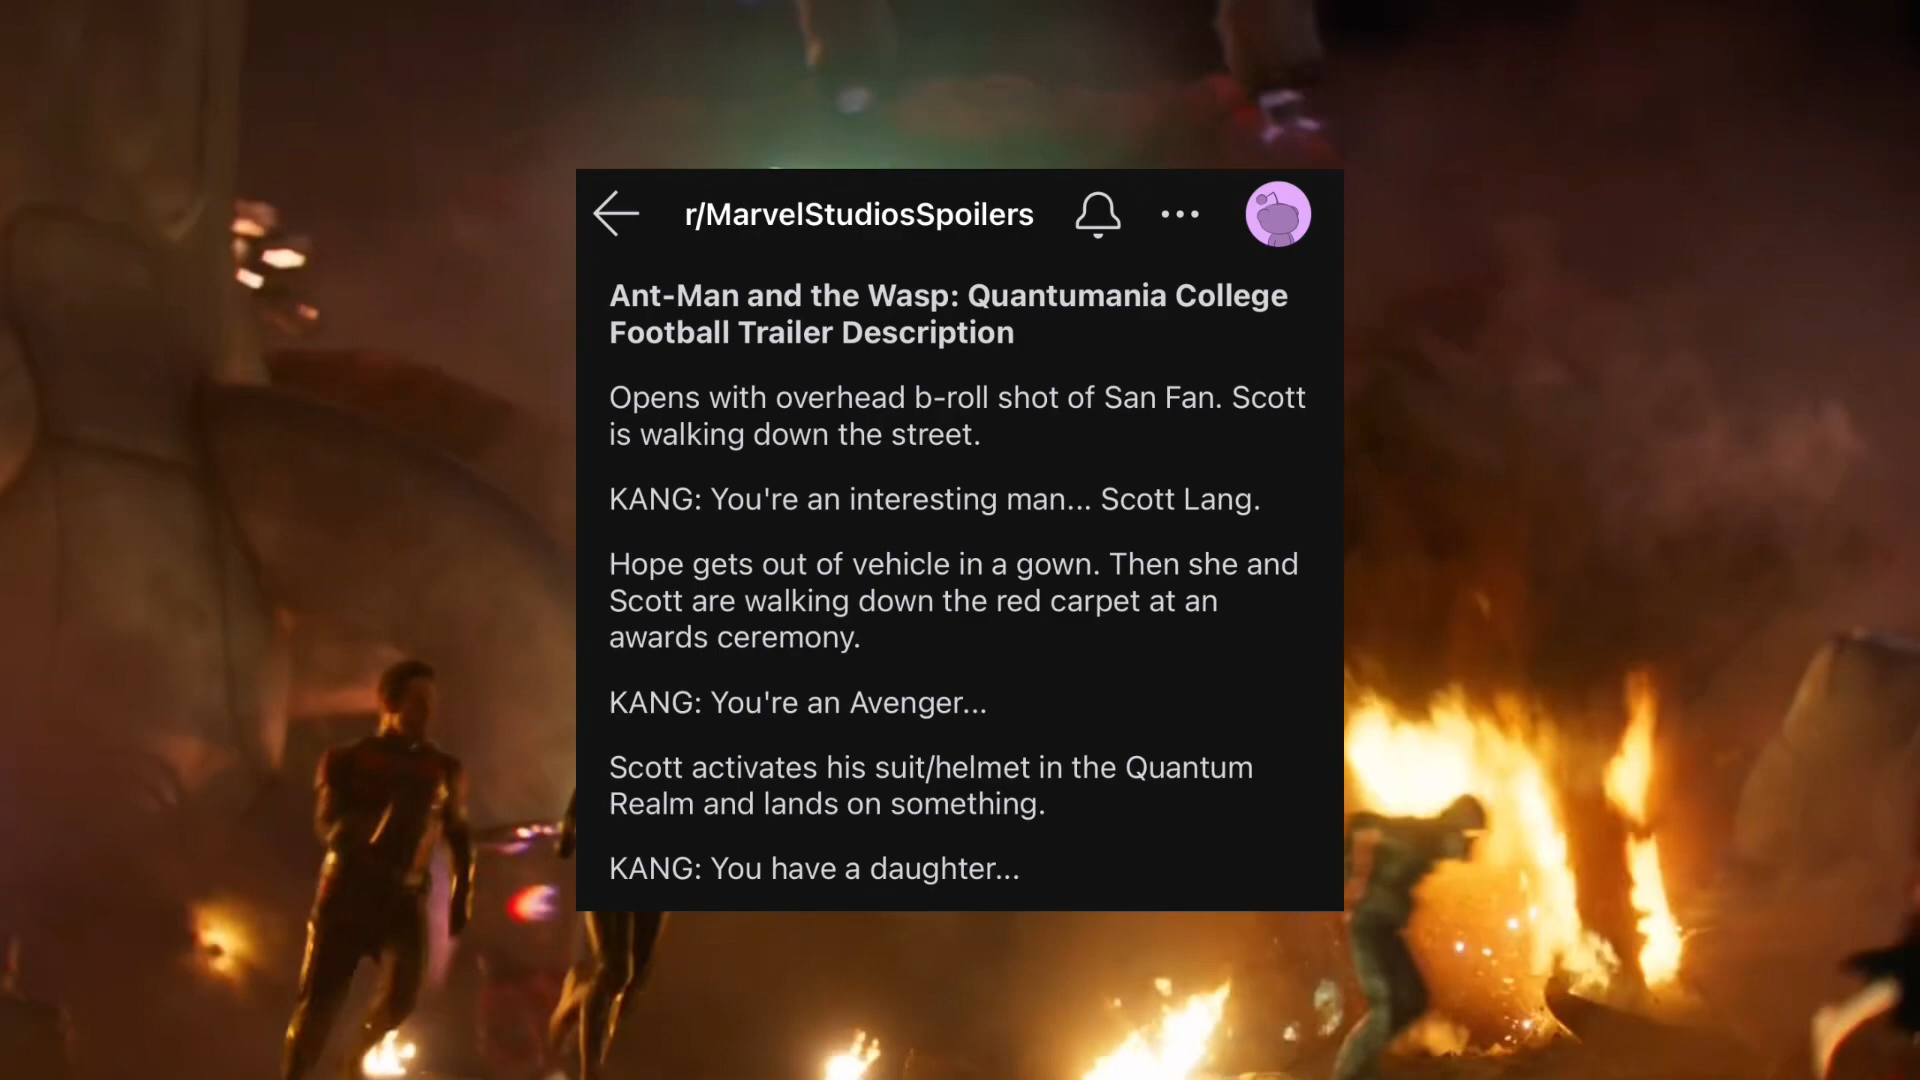 r/MarvelStudiosSpoilers
Ant-Man and the Wasp: Quantumania College
Football Trailer Description
Opens with overhead b-roll shot of San Fan. Scott
is walking down the street.
KANG: You're an interesting man... Scott Lang.
Hope gets out of vehicle in a gown. Then she and
Scott are walking down the red carpet at an
awards ceremony.
KANG: You're an Avenger...
Scott activates his suit/helmet in the Quantum
Realm and lands on something.
KANG: You have a daughter...